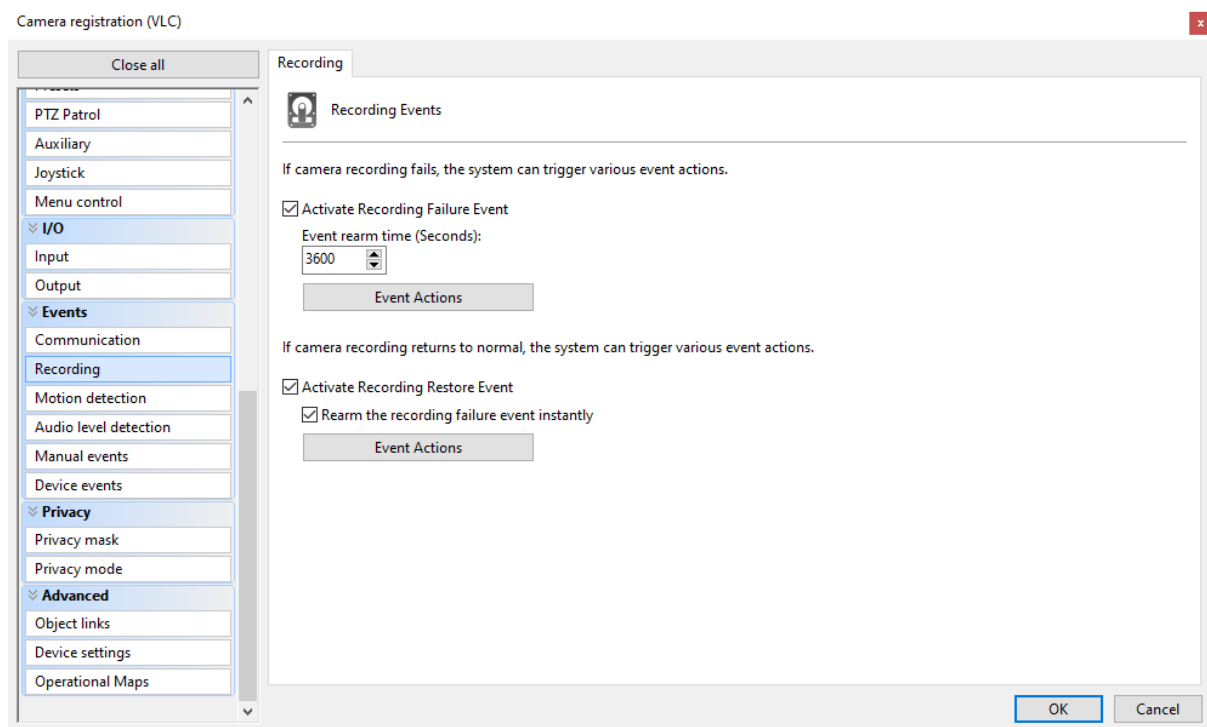 Camera registration (VLC)
x
Close all
PTZ Patrol
Auxiliary
Joystick
Menu control
I/O
Input
Output
Events
Communication
Recording
Motion detection
Audio level detection
Manual events
Device events
Privacy
Privacy mask
Privacy mode
Advanced
Object links
Device settings
Operational Maps
Recording
Recording Events
If camera recording fails, the system can trigger various event actions.
Activate Recording Failure Event
Event rearm time (Seconds):
3600
Event Actions
If camera recording returns to normal, the system can trigger various event actions.
Activate Recording Restore Event
Rearm the recording failure event instantly
Event Actions
OK
Cancel